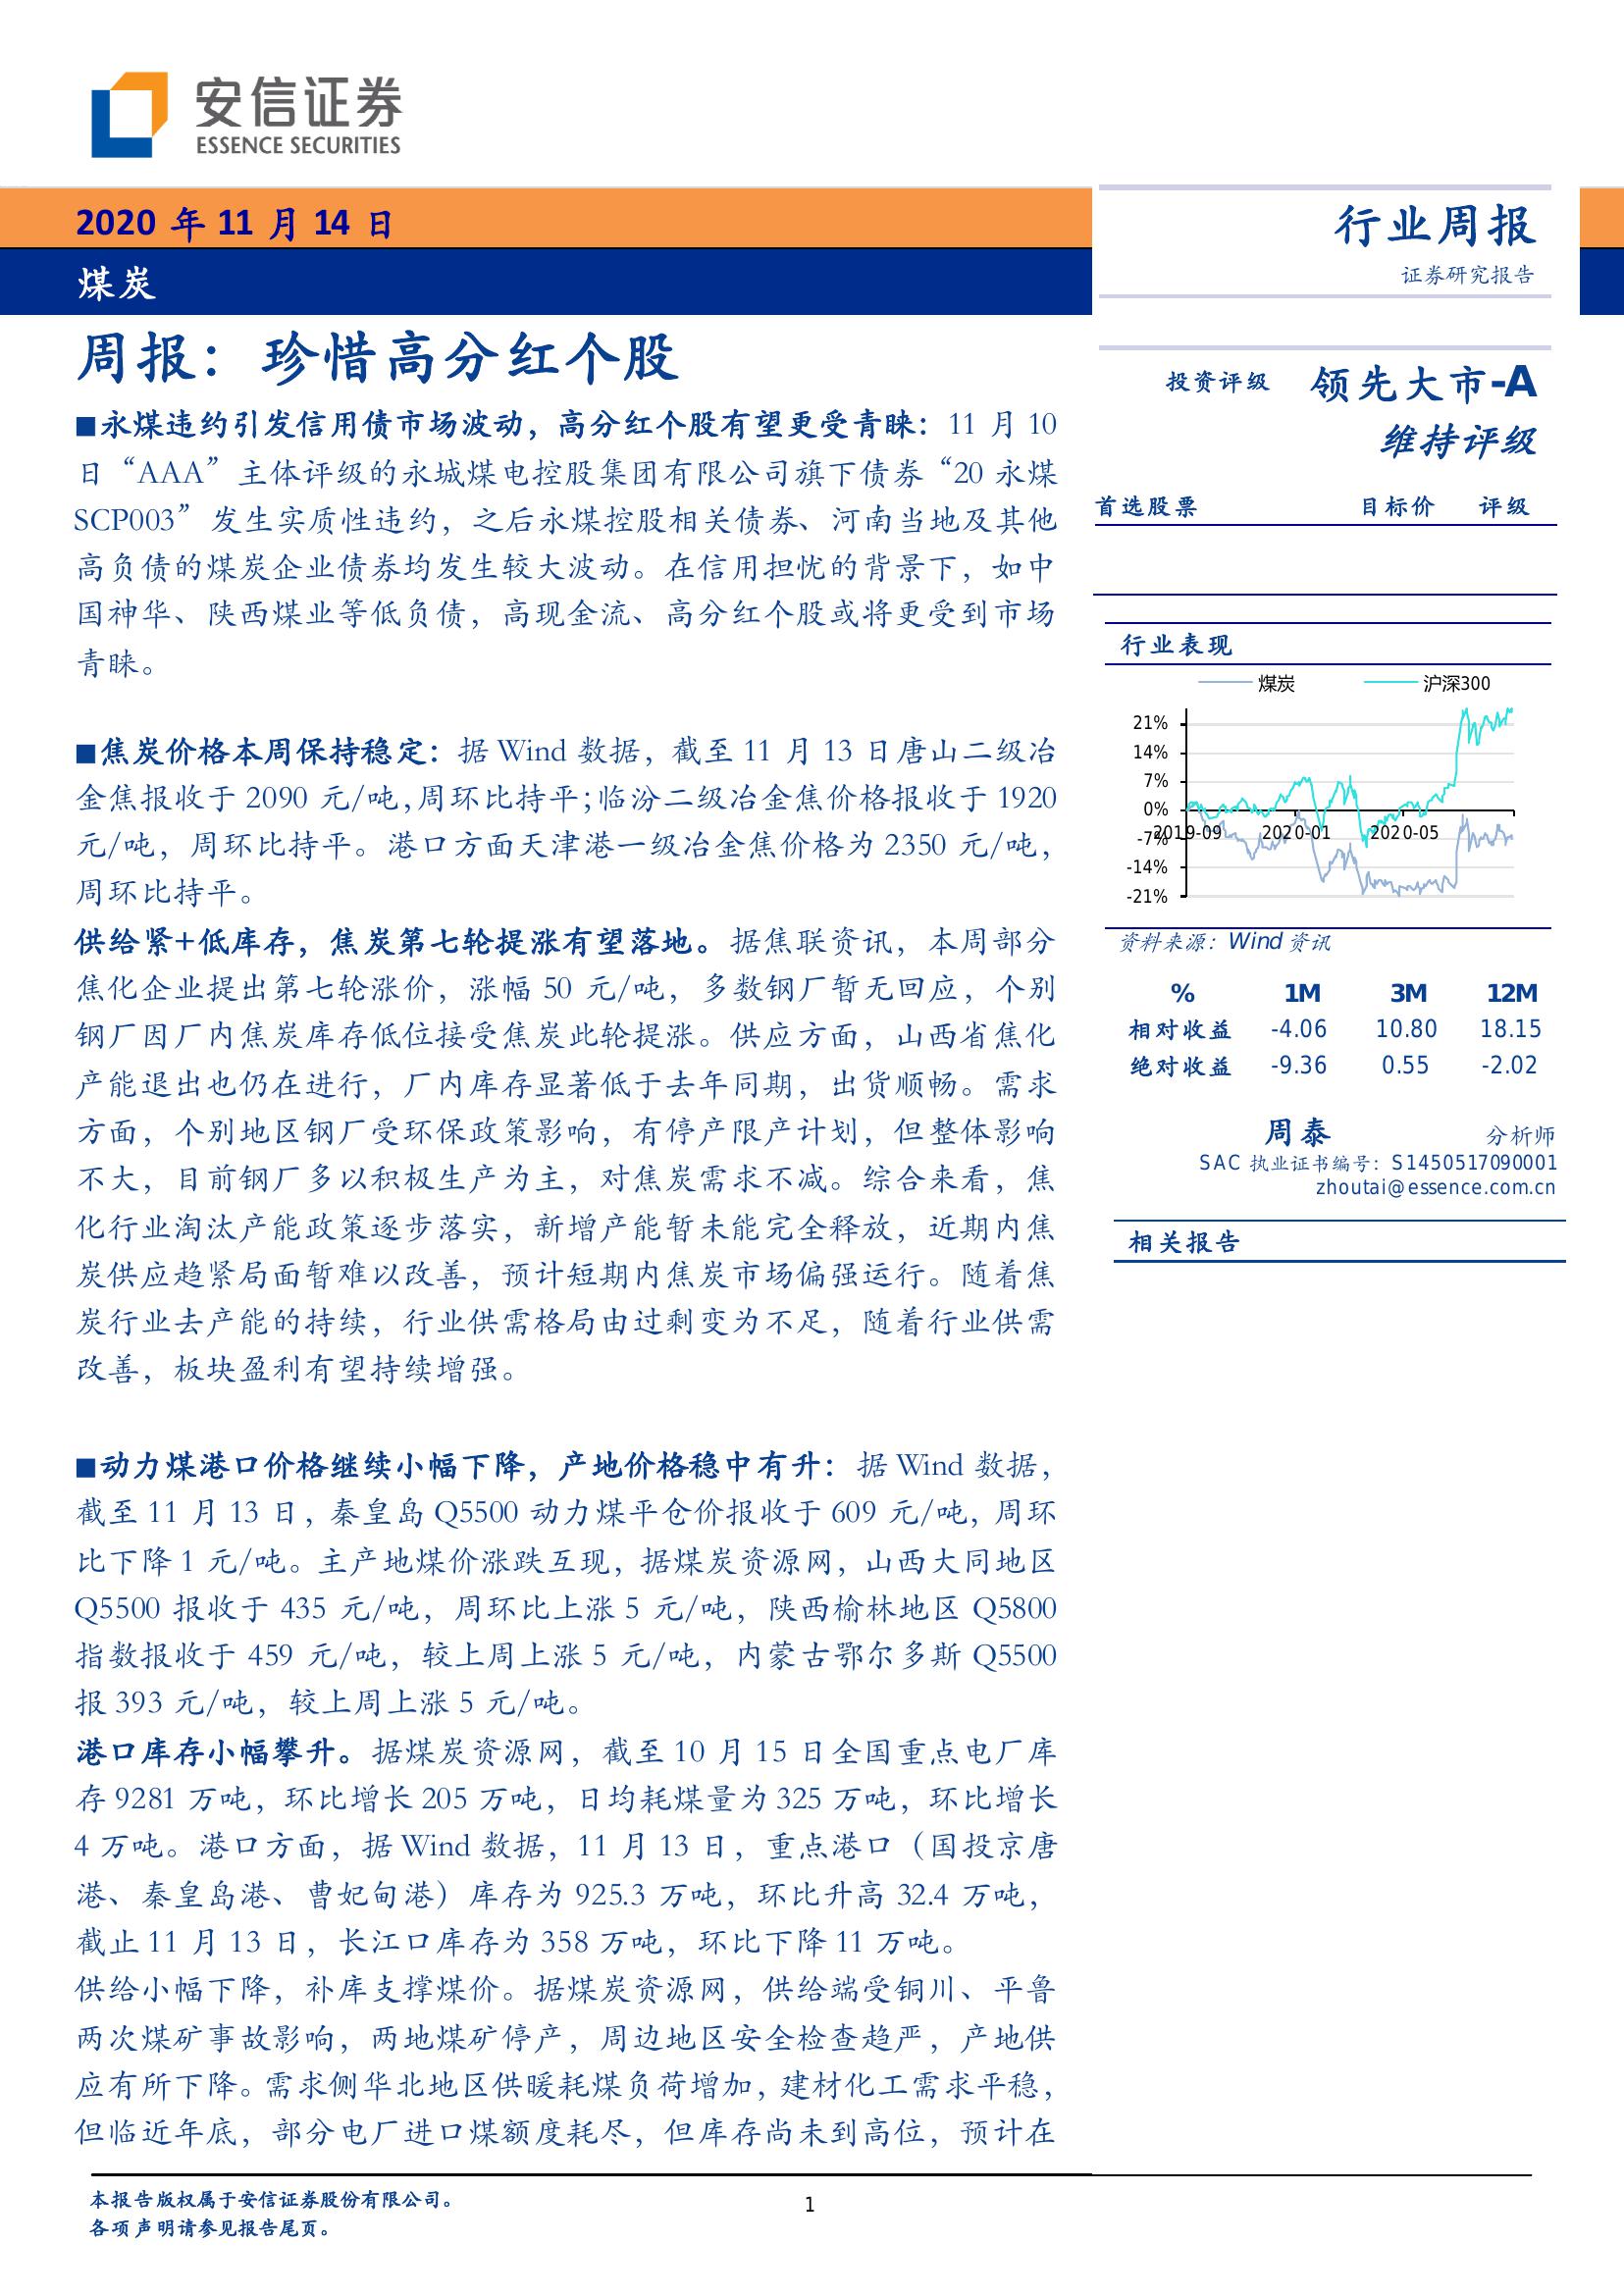 安信证券
ESSENCE SECURITIES
2020 年 11 月 14 日
煤炭
行业周报
证券研究报告
周报：珍惜高分红个股
■永煤违约引发信用债市场波动，高分红个股有望更受青睐：11 月 10
日“AAA”主体评级的永城煤电控股集团有限公司旗下债券“20 永煤
SCP003”发生实质性违约，之后永煤控股相关债券、河南当地及其他
高负债的煤炭企业债券均发生较大波动。在信用担忧的背景下，如中
国神华、陕西煤业等低负债，高现金流、高分红个股或将更受到市场
青睐。
■焦炭价格本周保持稳定：据 Wind 数据，截至 11 月 13 日唐山二级冶
金焦报收于 2090 元/吨,周环比持平;临汾二级冶金焦价格报收于 1920
元/吨，周环比持平。港口方面天津港一级冶金焦价格为 2350 元/吨，
周环比持平。
供给紧+低库存，焦炭第七轮提涨有望落地。据焦联资讯，本周部分
焦化企业提出第七轮涨价，涨幅 50 元/吨，多数钢厂暂无回应，个别
钢厂因厂内焦炭库存低位接受焦炭此轮提涨。供应方面，山西省焦化
产能退出也仍在进行，厂内库存显著低于去年同期，出货顺畅。需求
方面，个别地区钢厂受环保政策影响，有停产限产计划，但整体影响
不大，目前钢厂多以积极生产为主，对焦炭需求不减。综合来看，焦
化行业淘汰产能政策逐步落实，新增产能暂未能完全释放，近期内焦
炭供应趋紧局面暂难以改善，预计短期内焦炭市场偏强运行。随着焦
炭行业去产能的持续，行业供需格局由过剩变为不足，随着行业供需
改善，板块盈利有望持续增强。
■动力煤港口价格继续小幅下降，产地价格稳中有升：据 Wind 数据，
截至 11 月 13 日，秦皇岛 Q5500 动力煤平仓价报收于 609 元/吨，周环
比下降 1 元/吨。主产地煤价涨跌互现，据煤炭资源网，山西大同地区
Q5500 报收于 435 元/吨，周环比上涨 5 元/吨，陕西榆林地区 Q5800
指数报收于 459 元/吨，较上周上涨 5 元/吨，内蒙古鄂尔多斯 Q5500
报 393 元/吨，较上周上涨 5 元/吨。
港口库存小幅攀升。据煤炭资源网，截至 10 月 15 日全国重点电厂库
存 9281 万吨，环比增长 205 万吨，日均耗煤量为 325 万吨，环比增长
4 万吨。港口方面，据 Wind 数据，11 月 13 日，重点港口（国投京唐
港、秦皇岛港、曹妃甸港）库存为 925.3 万吨，环比升高 32.4 万吨，
截止 11 月 13 日，长江口库存为 358 万吨，环比下降 11 万吨。
供给小幅下降，补库支撑煤价。据煤炭资源网，供给端受铜川、平鲁
两次煤矿事故影响，两地煤矿停产，周边地区安全检查趋严，产地供
应有所下降。需求侧华北地区供暖耗煤负荷增加，建材化工需求平稳，
但临近年底，部分电厂进口煤额度耗尽，但库存尚未到高位，预计在
投资评级 领先大市-A
维持评级
首选股票 目标价 评级
行业表现
煤炭 沪深300
21%
14%
7%
0%
-7%
-14%
-21%
2019-09 2020-01 2020-05
资料来源：Wind 资讯
% 1M 3M 12M
相对收益 -4.06 10.80 18.15
绝对收益 -9.36 0.55 -2.02
周泰 分析师
SAC 执业证书编号：S1450517090001
zhoutai@essence.com.cn
相关报告
本报告版权属于安信证券股份有限公司。
各项声明请参见报告尾页。
1